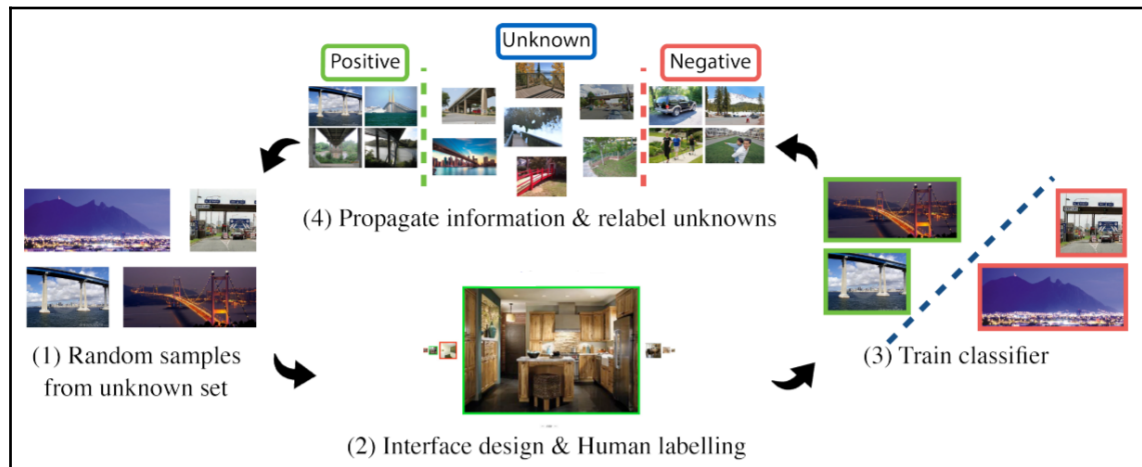 Unknown
Positive
Negative
(4) Propagate information & relabel unknowns
(1) Random samples
from unknown set
(3) Train classifier
(2) Interface design & Human labelling